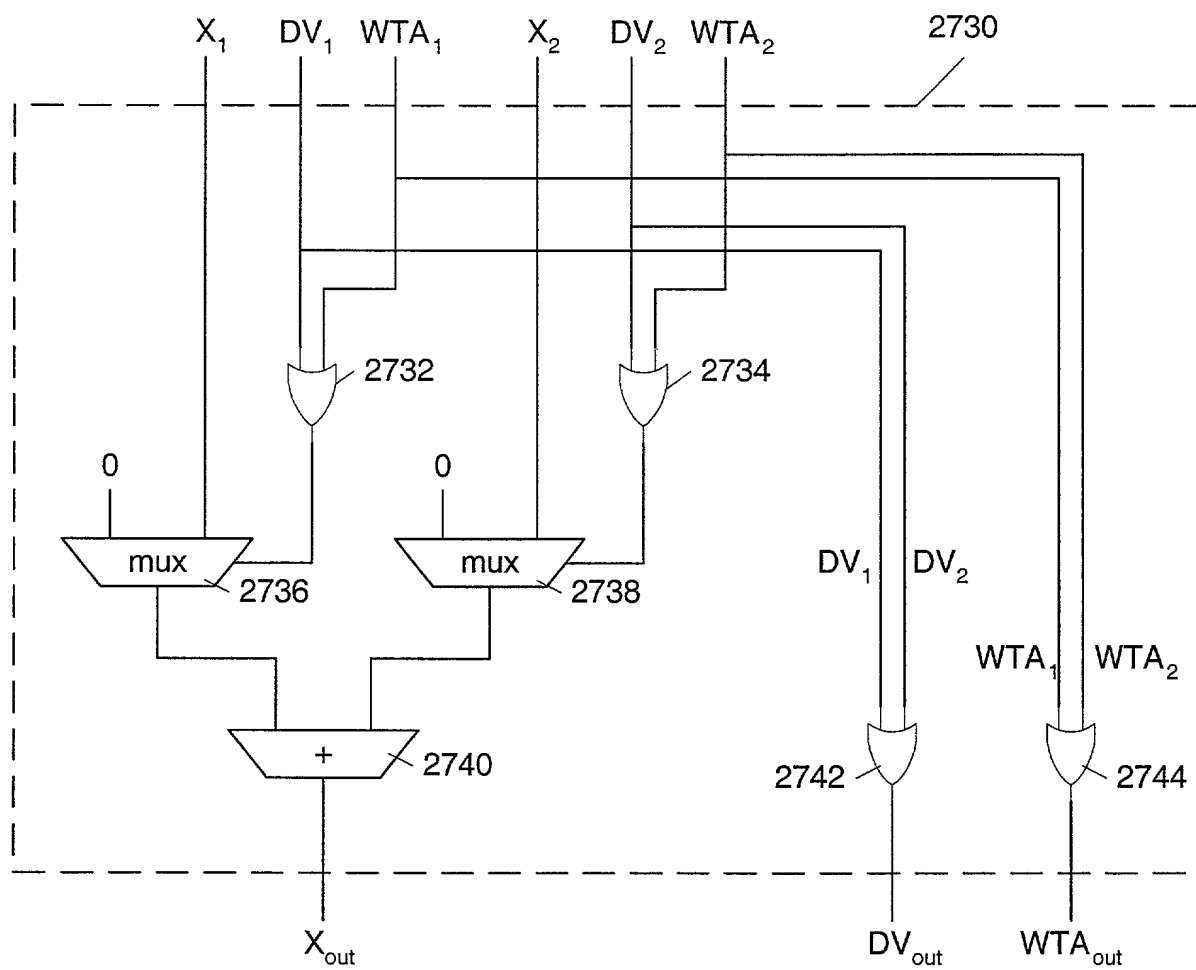 X1 DV1 WTA1 X2 DV2 WTA2 2730
2732 2734
0 0
mux mux
2736 2738
DV1 DV2
WTA1 WTA2
+ 2740 2742 2744
Xout DVout WTAout